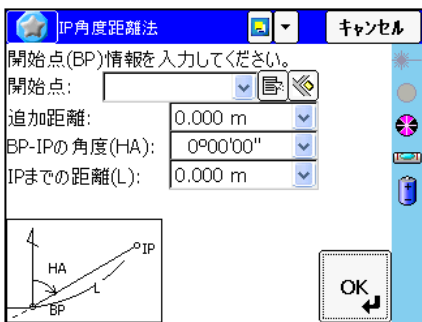 IP角度距離法 キャンセル
開始点(BP)情報を入力してください。
開始点:
追加距離: 0.000 m
BP-IPの角度(HA): 0º00'00"
IPまでの距離(L): 0.000 m
IP
HA
L
BP
OK